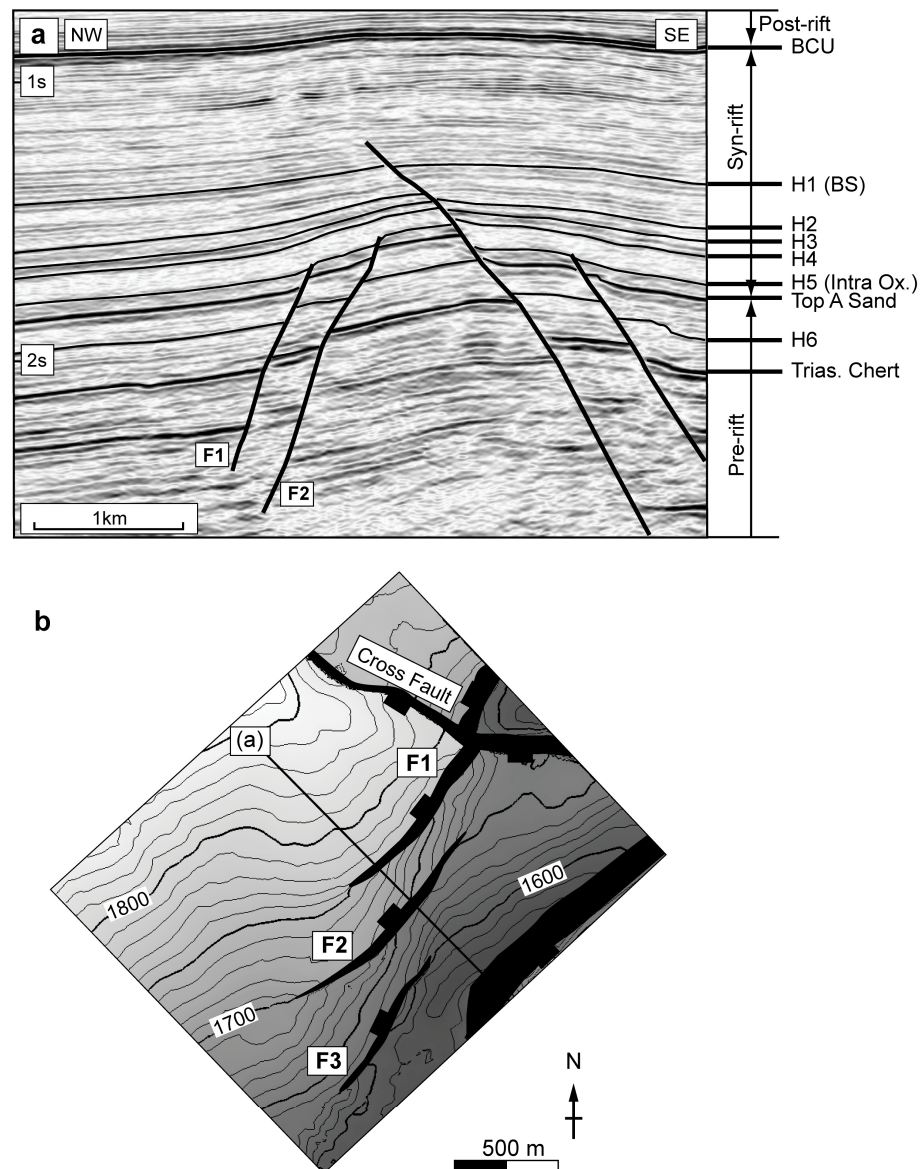 a NW SE
1s
2s
F1
F2
1km
Post-rift
BCU
Syn-rift
H1 (BS)
H2
H3
H4
H5 (Intra Ox.)
Top A Sand
H6
Trias. Chert
Pre-rift
b
Cross Fault
(a)
F1
1600
1800
F2
1700
F3
N
500 m